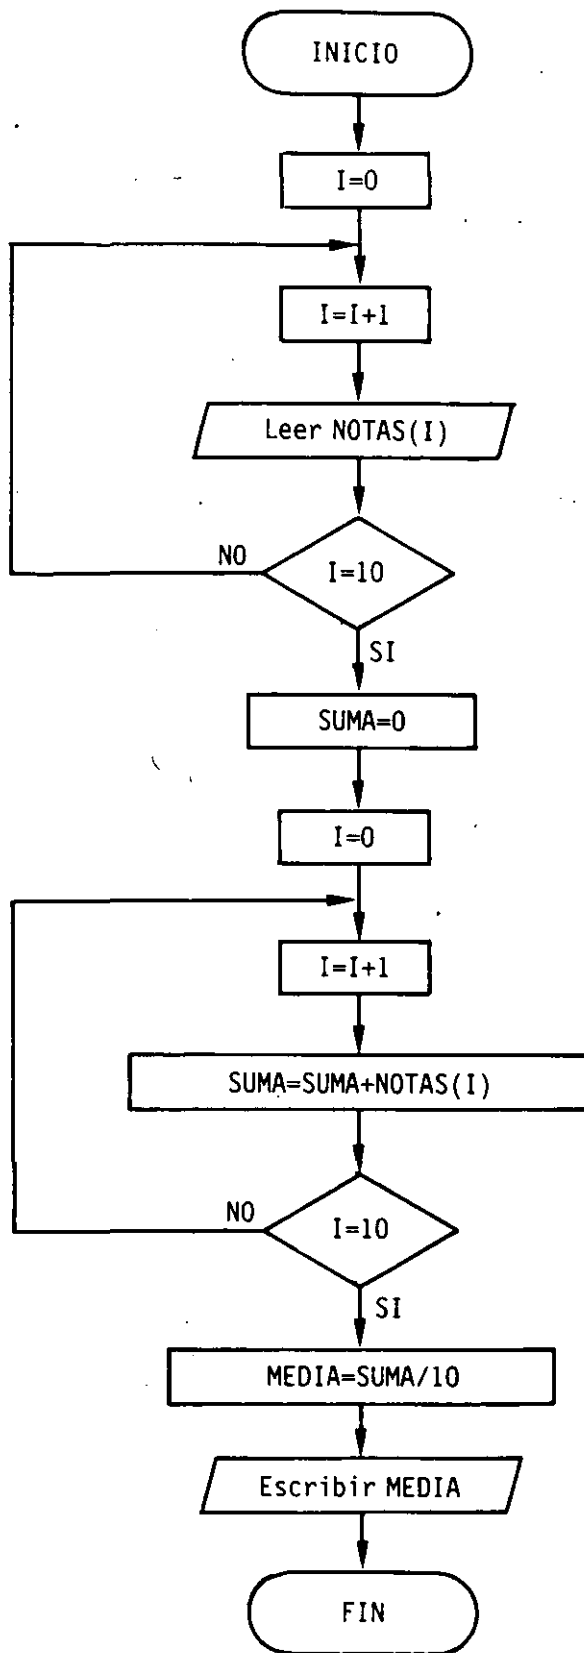 INICIO
I=0
I=I+1
Leer NOTAS(I)
NO
I=10
SI
SUMA=0
I=0
I=I+1
SUMA=SUMA+NOTAS(I)
NO
I=10
SI
MEDIA=SUMA/10
Escribir MEDIA
FIN